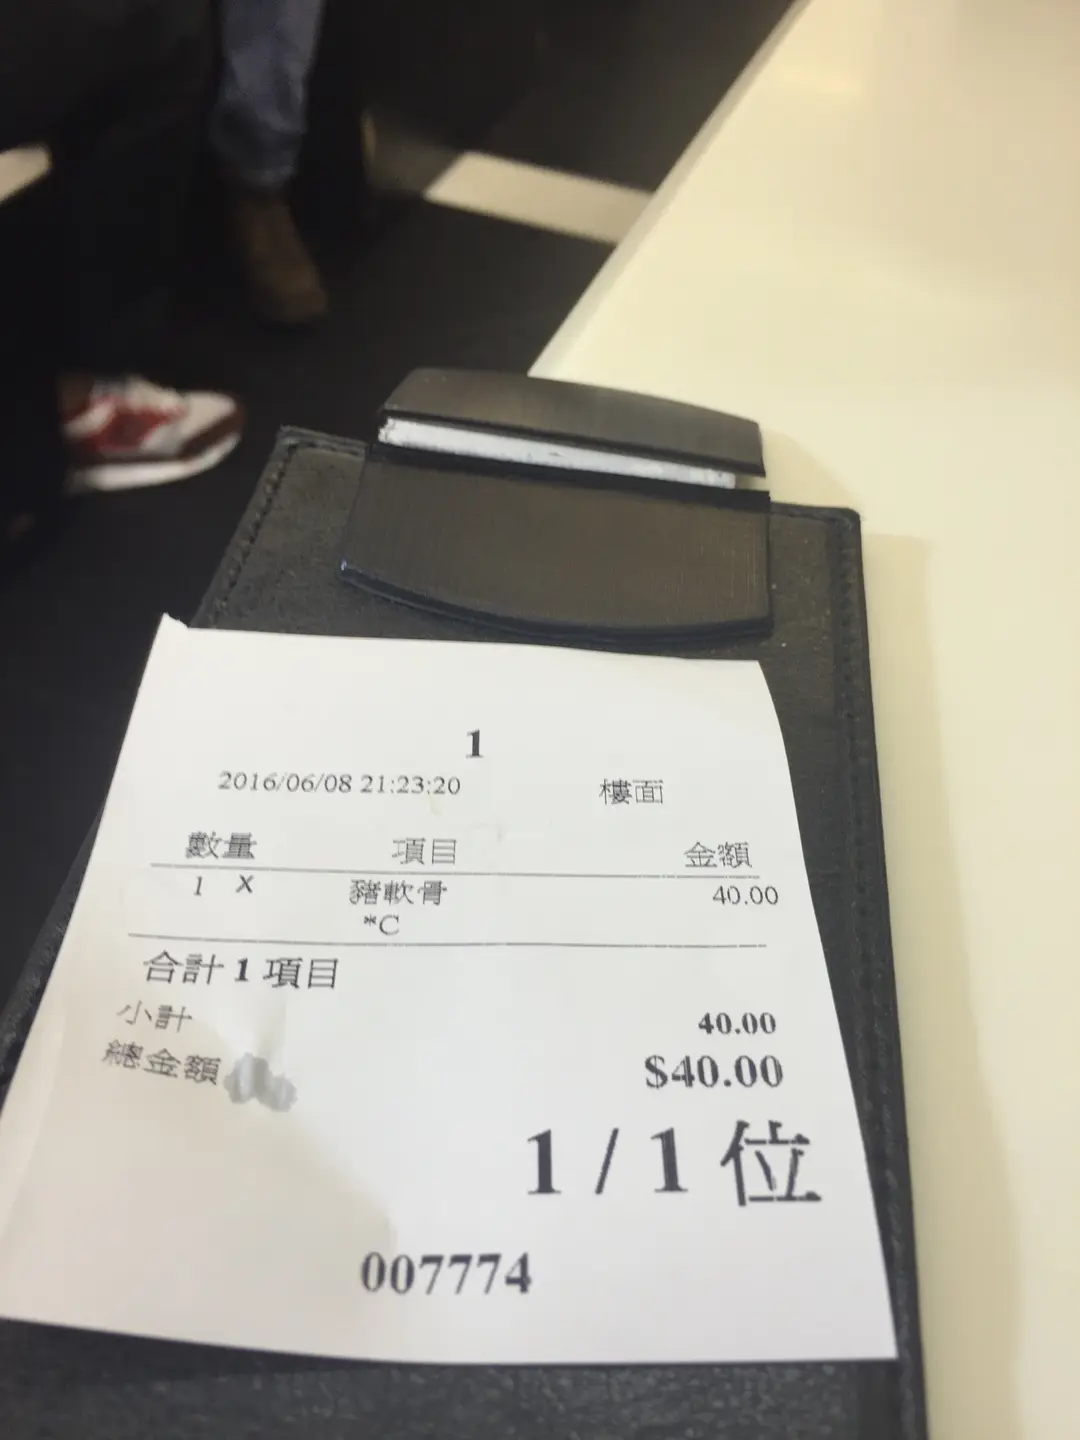 1
2016/06/08 21:23:20 樓面
數量 項目 金額
1 X 豬軟骨 40.00
*C
合計 1 項目
小計 40.00
總金額 $40.00
1 / 1 位
007774